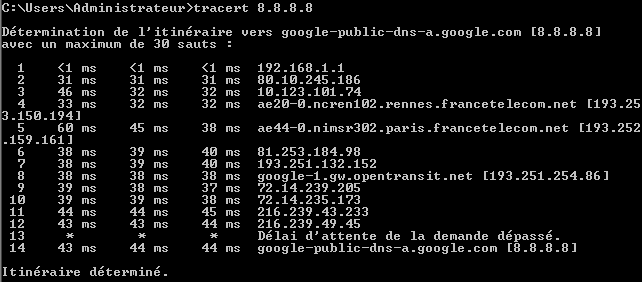 C:\Users\Administrateur>tracert 8.8.8.8
Détermination de l'itinéraire vers google-public-dns-a.google.com [8.8.8.8]
avec un maximum de 30 sauts :
1 <1 ms <1 ms <1 ms 192.168.1.1
2 31 ms 31 ms 31 ms 80.10.245.186
3 46 ms 32 ms 32 ms 10.123.101.74
4 33 ms 32 ms 32 ms ae20-0.ncren102.rennes.francetelecom.net [193.25
3.150.194]
5 60 ms 45 ms 38 ms ae44-0.nimsr302.paris.francetelecom.net [193.252
.159.161]
6 38 ms 39 ms 40 ms 81.253.184.98
7 38 ms 39 ms 40 ms 193.251.132.152
8 38 ms 38 ms 38 ms google-1.gw.opentransit.net [193.251.254.86]
9 39 ms 38 ms 37 ms 72.14.239.205
10 39 ms 38 ms 38 ms 72.14.235.173
11 44 ms 44 ms 45 ms 216.239.43.233
12 43 ms 43 ms 44 ms 216.239.49.45
13 * * * Délai d'attente de la demande dépassé.
14 43 ms 44 ms 44 ms google-public-dns-a.google.com [8.8.8.8]
Itinéraire déterminé.